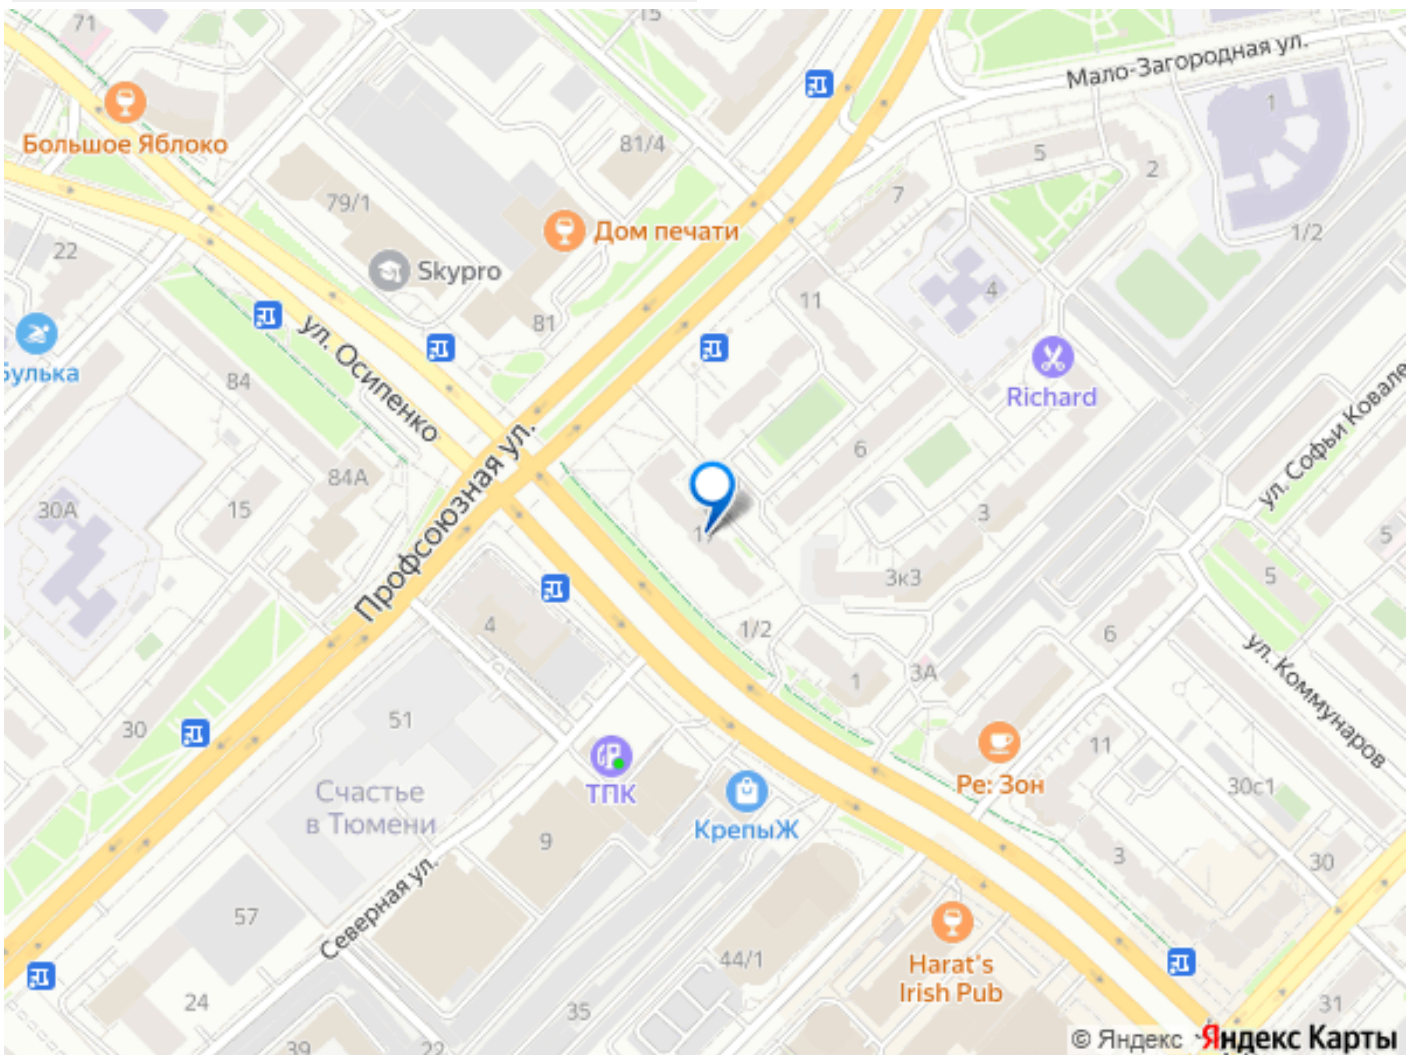 71
15
Мало-Загородная ул.
1
Большое Яблоко
81/4
5
2
79/1
7
Дом печати
1/2
22
Skypro
4
11
81
ул. Осипенко
Булька
84
Richard
ул. Софьи Ковале
Профсоюзная ул.
6
84А
30А
15
3
5
3к3
5
4
1/2
6
1
3А
ул. Коммунаров
51
30
11
Ре: Зон
30с1
ТПК
Счастье
в Тюмени
КрепыЖ
9
3
30
Северная ул.
57
44/1
Harat's
Irish Pub
24
35
31
39
22
© Яндекс Яндекс Карты